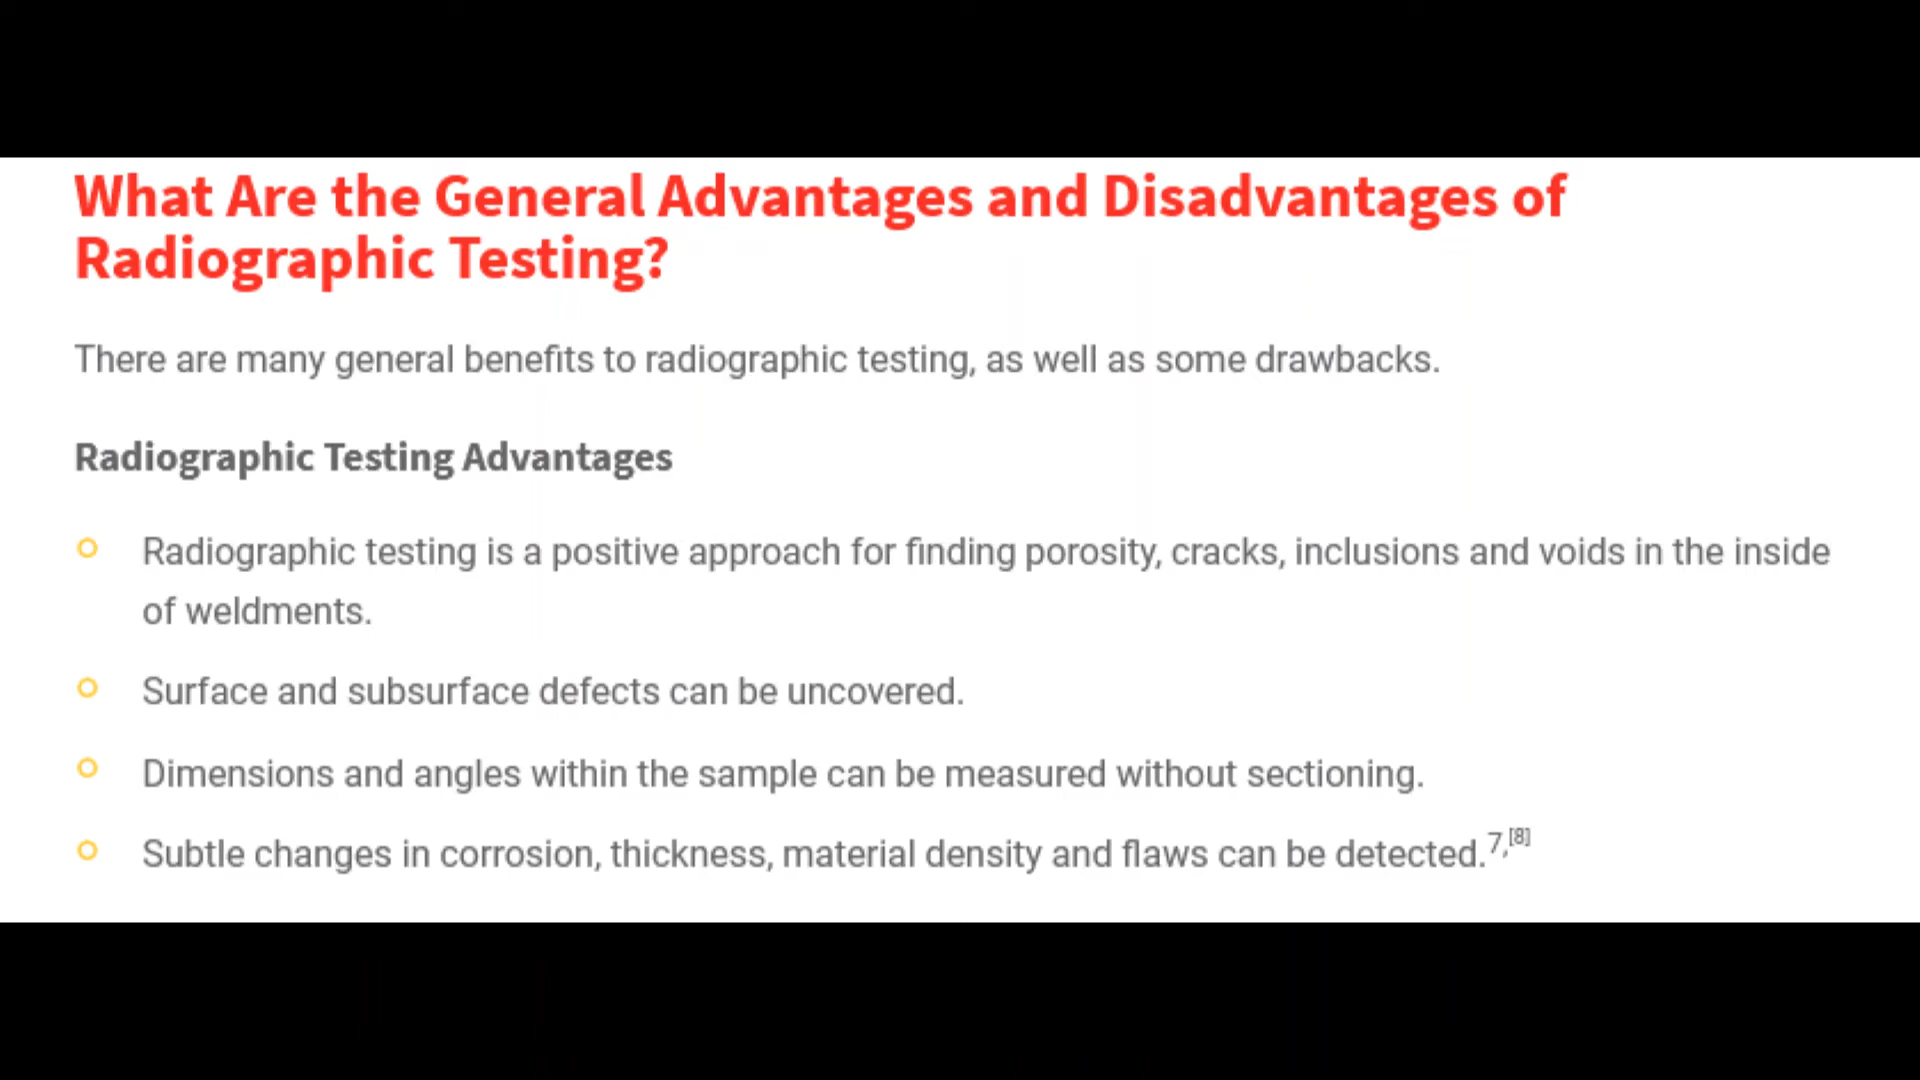 What Are the General Advantages and Disadvantages of
Radiographic Testing?
There are many general benefits to radiographic testing, as well as some drawbacks.
Radiographic Testing Advantages
Radiographic testing is a positive approach for finding porosity, cracks, inclusions and voids in the inside
of weldments.
Surface and subsurface defects can be uncovered.
Dimensions and angles within the sample can be measured without sectioning.
Subtle changes in corrosion, thickness, material density and flaws can be detected.7,[8]